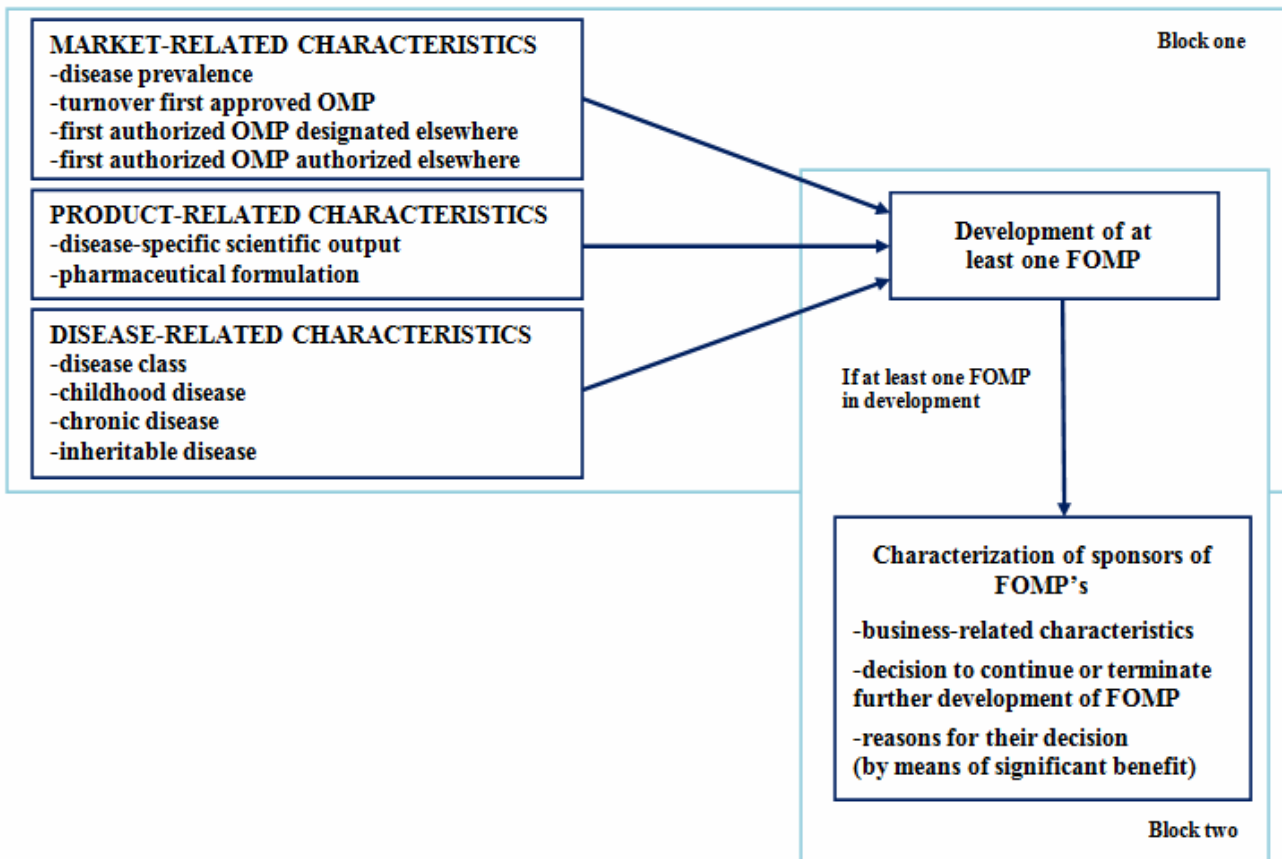 Block one
MARKET-RELATED CHARACTERISTICS
-disease prevalence
-turnover first approved OMP
-first authorized OMP designated elsewhere
-first authorized OMP authorized elsewhere
PRODUCT-RELATED CHARACTERISTICS
-disease-specific scientific output
-pharmaceutical formulation
DISEASE-RELATED CHARACTERISTICS
-disease class
-childhood disease
-chronic disease
-inheritable disease
Development of at
least one FOMP
If at least one FOMP
in development
Characterization of sponsors of
FOMP’s
-business-related characteristics
-decision to continue or terminate
further development of FOMP
-reasons for their decision
(by means of significant benefit)
Block two